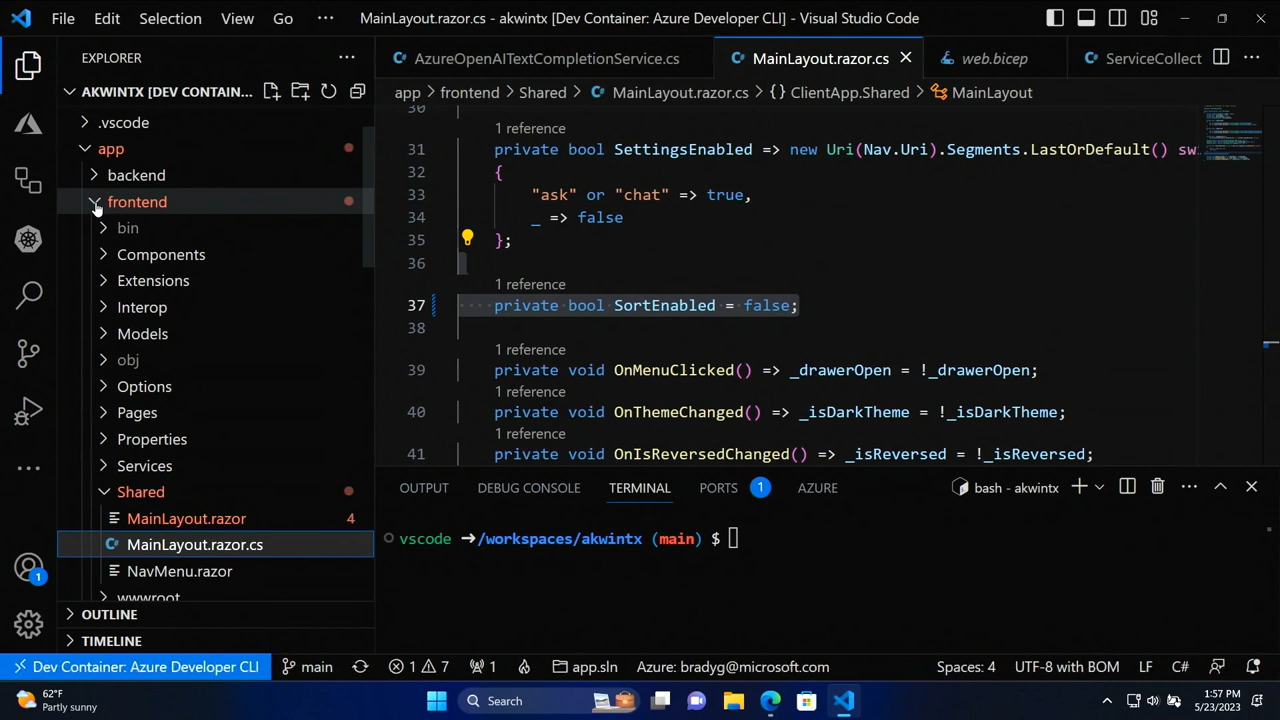 File Edit Selection View Go ··· MainLayout.razor.cs - akwintx [Dev Container: Azure Developer CLI] - Visual Studio Code
EXPLORER
AKWINTX [DEV CONTAIN...
.vscode
app
backend
frontend
bin
Components
Extensions
Interop
Models
obj
Options
Pages
Properties
Services
Shared
MainLayout.razor 4
MainLayout.razor.cs
NavMenu.razor
wwwroot
OUTLINE
TIMELINE
AzureOpenAITextCompletionService.cs MainLayout.razor.cs web.bicep ServiceCollect
app > frontend > Shared > MainLayout.razor.cs > {} ClientApp.Shared > MainLayout
30
1 reference
31 private bool SettingsEnabled => new Uri(Nav.Uri).Segments.LastOrDefault() sw
32 {
33 "ask" or "chat" => true,
34 _ => false
35 };
36
1 reference
37 private bool SortEnabled = false;
38
1 reference
39 private void OnMenuClicked() => _drawerOpen = !_drawerOpen;
1 reference
40 private void OnThemeChanged() => _isDarkTheme = !_isDarkTheme;
1 reference
41 private void OnIsReversedChanged() => _isReversed = !_isReversed;
OUTPUT DEBUG CONSOLE TERMINAL PORTS 1 AZURE bash - akwintx
vscode ➜/workspaces/akwintx (main) $
1
Dev Container: Azure Developer CLI main 1 7 1 app.sln Azure: bradyg@microsoft.com Spaces: 4 UTF-8 with BOM LF C#
62°F
Partly sunny
Search
1:57 PM
5/23/2023